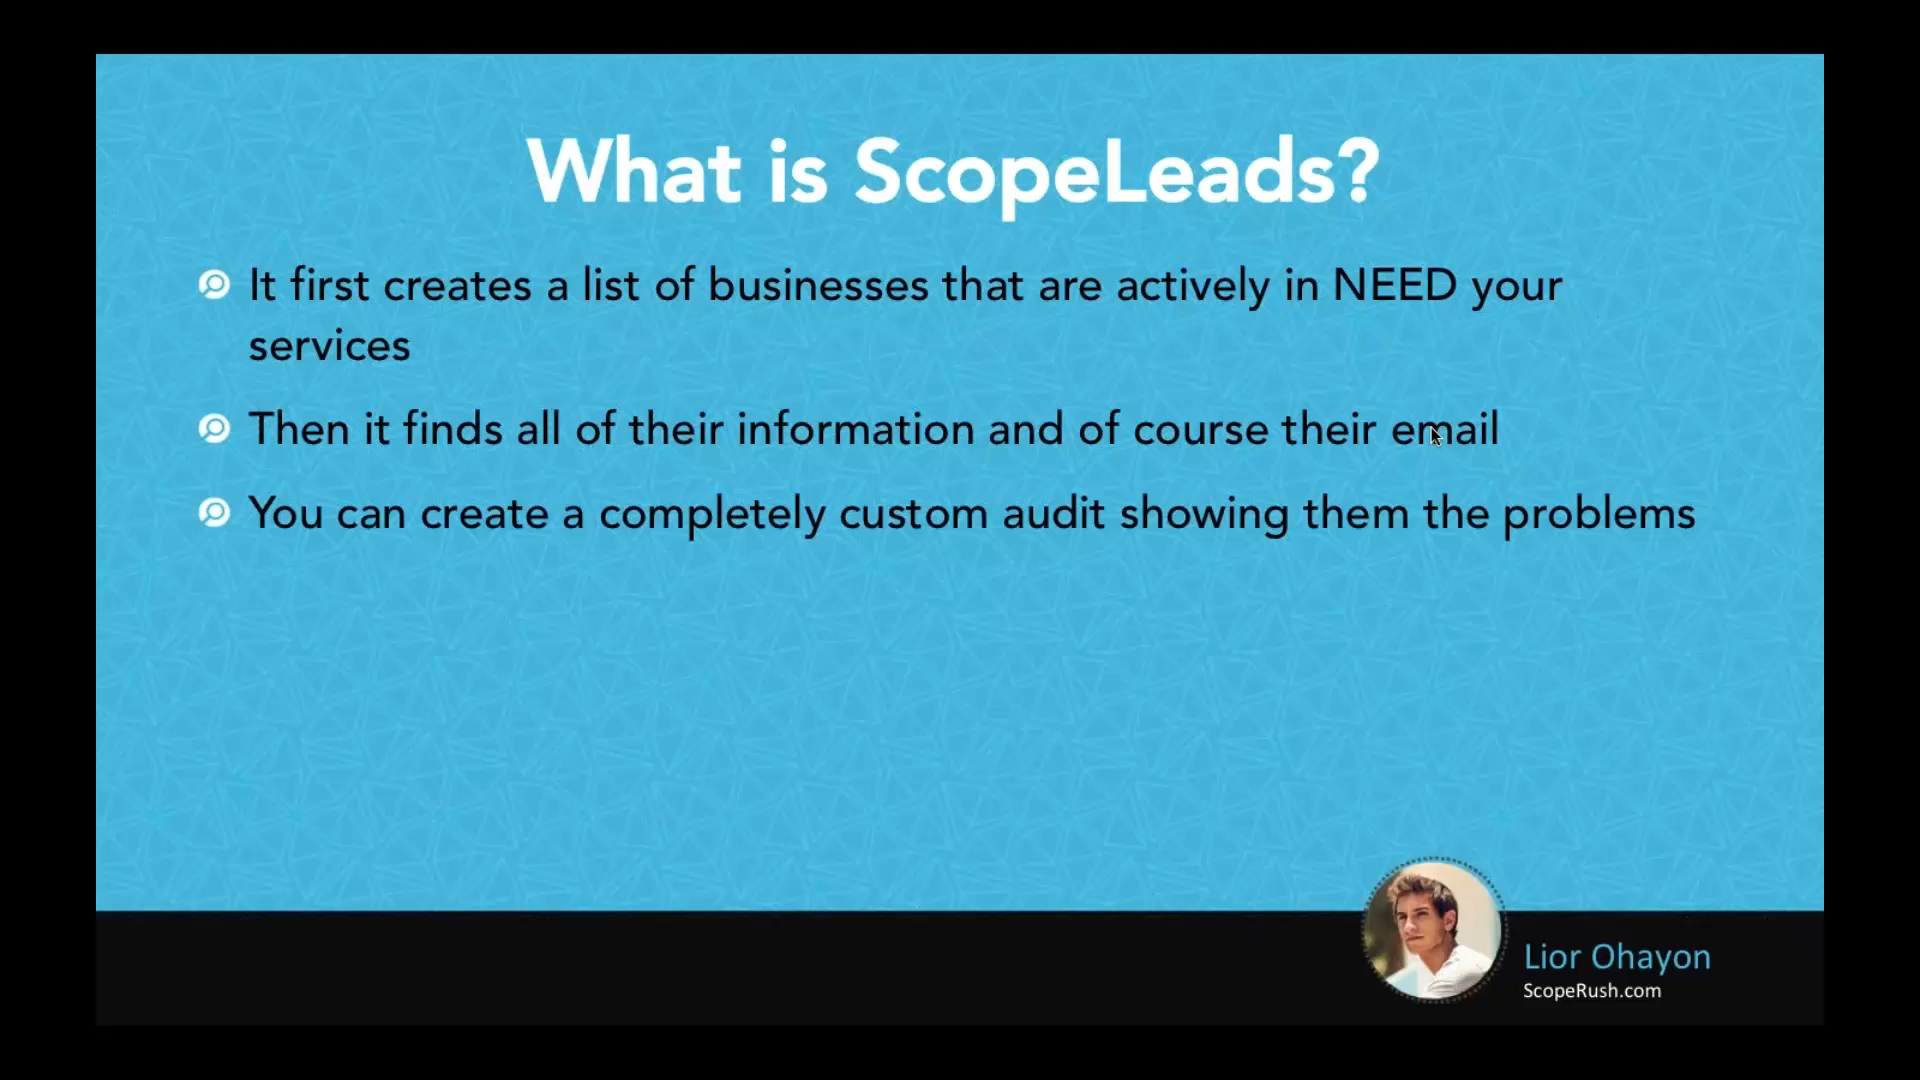 What is ScopeLeads?
It first creates a list of businesses that are actively in NEED your
services
Then it finds all of their information and of course their email
You can create a completely custom audit showing them the problems
Lior Ohayon
ScopeRush.com